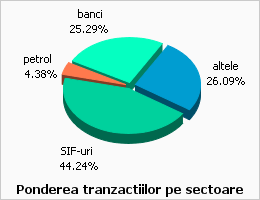 banci
25.29%
petrol
4.38%
altele
26.09%
SIF-uri
44.24%
Ponderea tranzactiilor pe sectoare